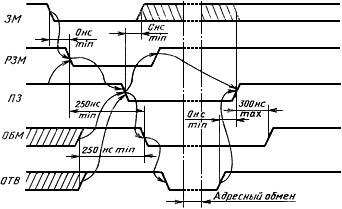 ЗМ
0нс
min
0нс
min
РЗМ
ПЗ
250нс
min
0нс
min
300нс
max
ОБМ
250 нс min
ОТВ
Адресный обмен